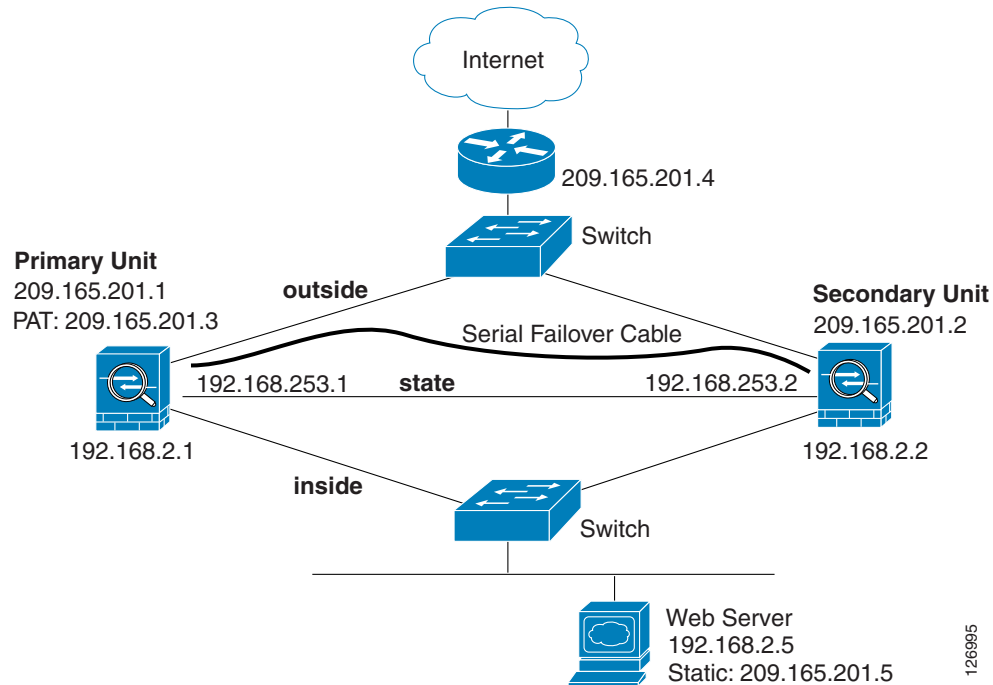 Internet
209.165.201.4
Switch
Primary Unit
209.165.201.1
PAT: 209.165.201.3
outside
Secondary Unit
209.165.201.2
Serial Failover Cable
192.168.253.1
state
192.168.253.2
192.168.2.1
192.168.2.2
inside
Switch
Web Server
192.168.2.5
Static: 209.165.201.5
126995